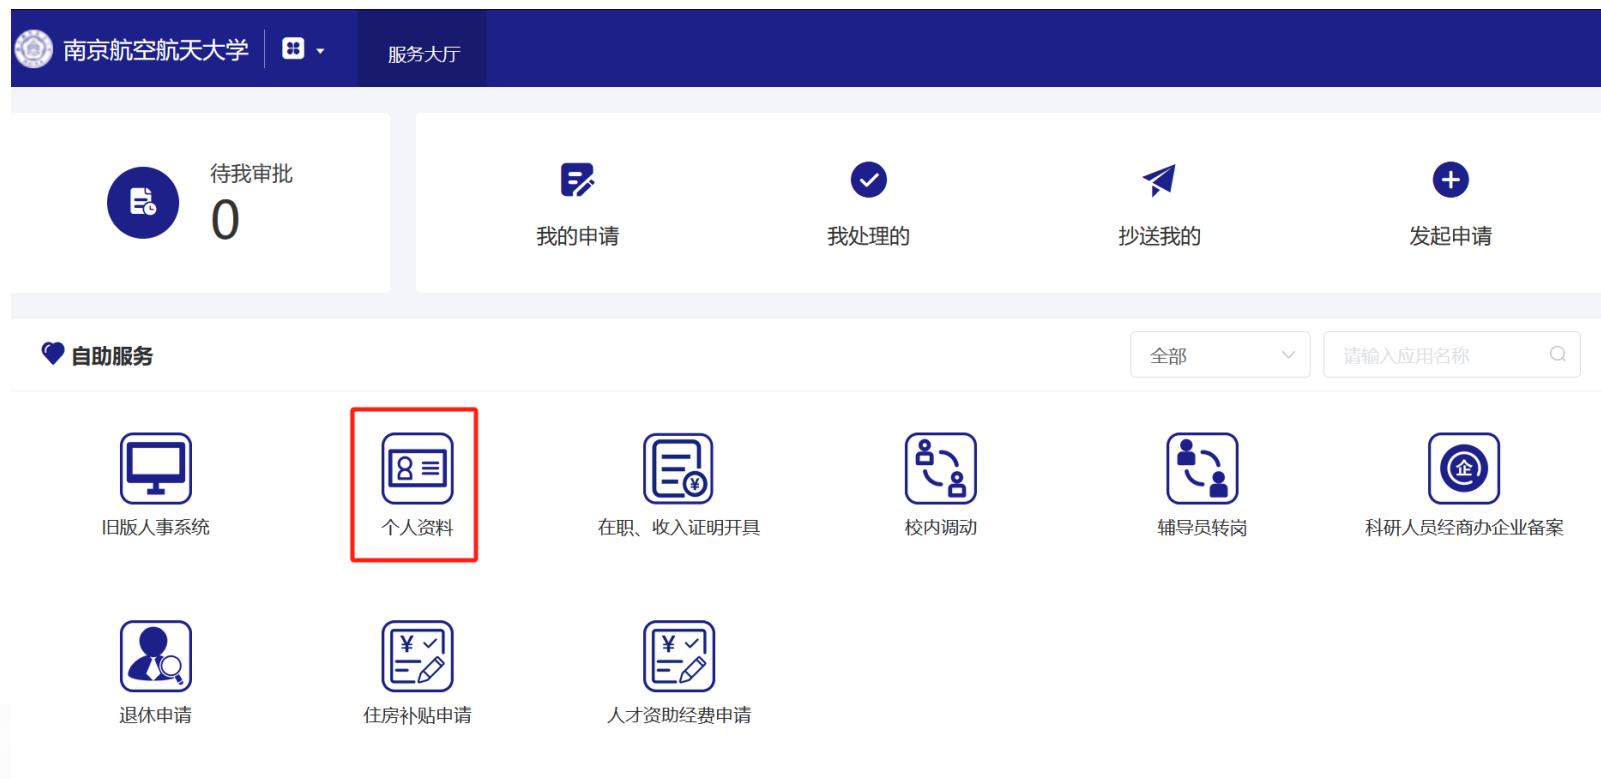 南京航空航天大学
服务大厅
待我审批
0
我的申请
我处理的
抄送我的
发起申请
自助服务
全部
请输入应用名称
旧版人事系统
个人资料
在职、收入证明开具
校内调动
辅导员转岗
企
科研人员经商办企业备案
退休申请
住房补贴申请
人才资助经费申请